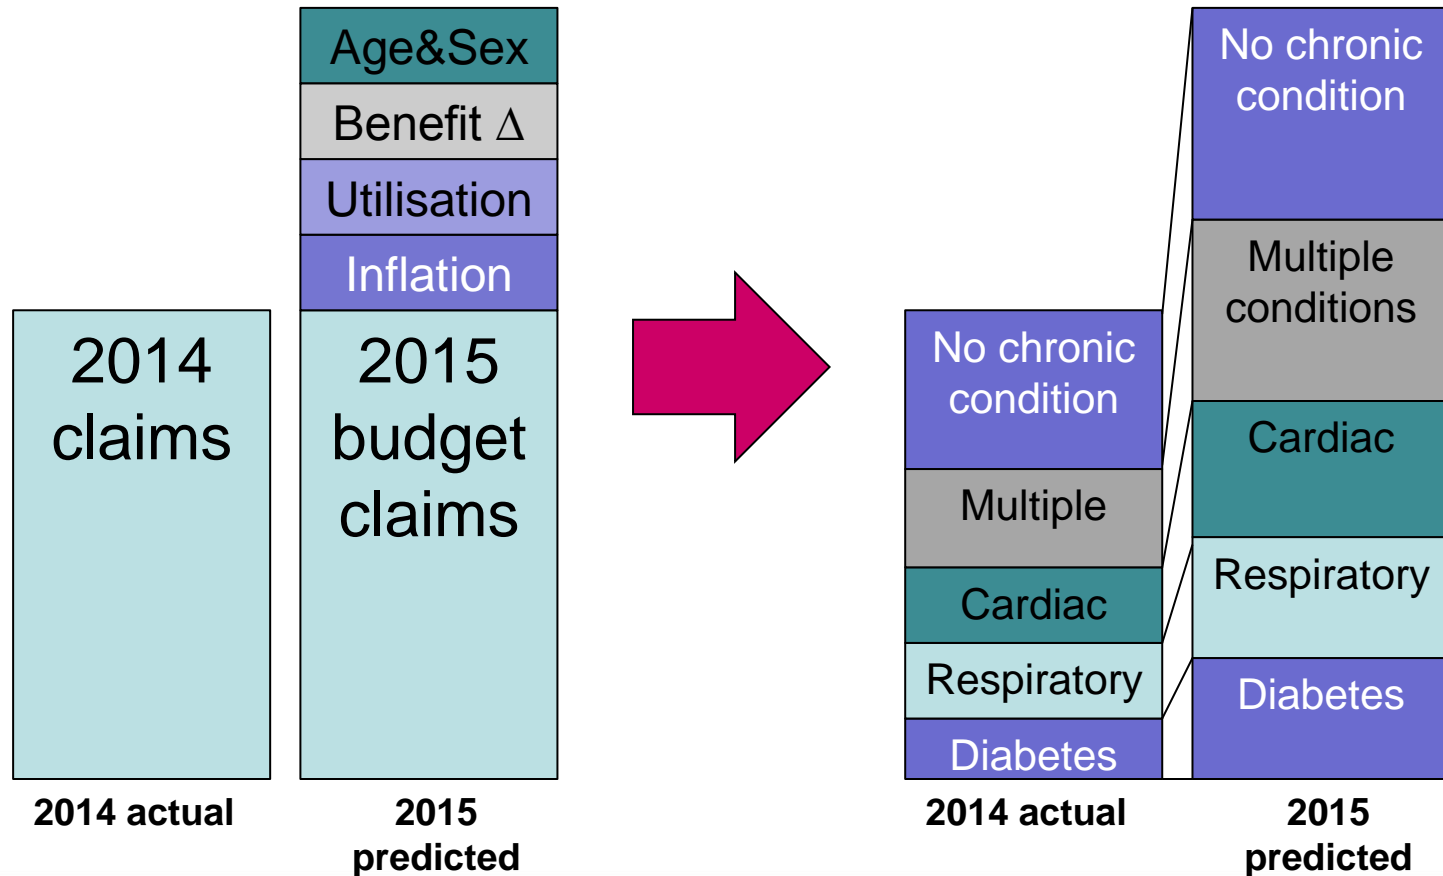 2014
claims
2014 actual
Age&Sex
Benefit Δ
Utilisation
Inflation
2015
budget
claims
2015
predicted
No chronic
condition
Multiple
Cardiac
Respiratory
Diabetes
2014 actual
No chronic
condition
Multiple
conditions
Cardiac
Respiratory
Diabetes
2015
predicted